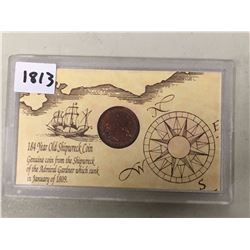 1813
184 Year Old Shipwreck Coin
Genuine coin from the Shipwreck
of the Admiral Gardner which sank
in January of 1809.
E
S